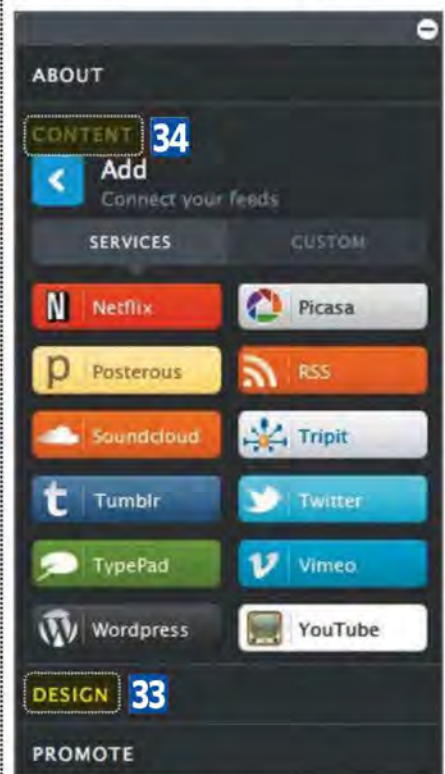 ABOUT
CONTENT 34
Add
Connect your feeds
SERVICES CUSTOM
N Netflix Picasa
p Posterous RSS
Soundcloud Tripit
t Tumblr Twitter
TypePad v Vimeo
W Wordpress YouTube
DESIGN 33
PROMOTE